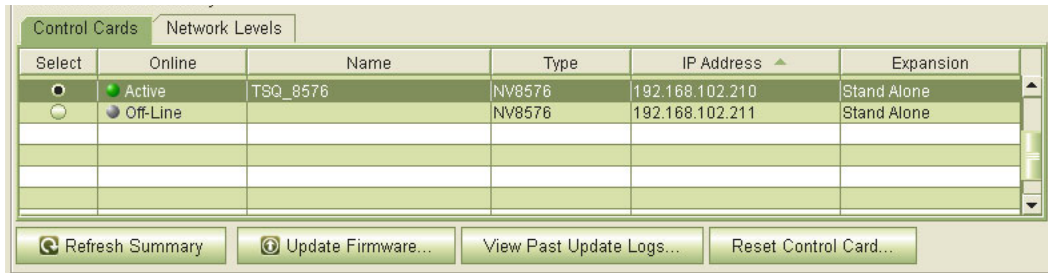 Control Cards Network Levels
Select Online Name Type IP Address Expansion
Active TSQ_8576 NV8576 192.168.102.210 Stand Alone
Off-Line NV8576 192.168.102.211 Stand Alone
Refresh Summary Update Firmware... View Past Update Logs... Reset Control Card...